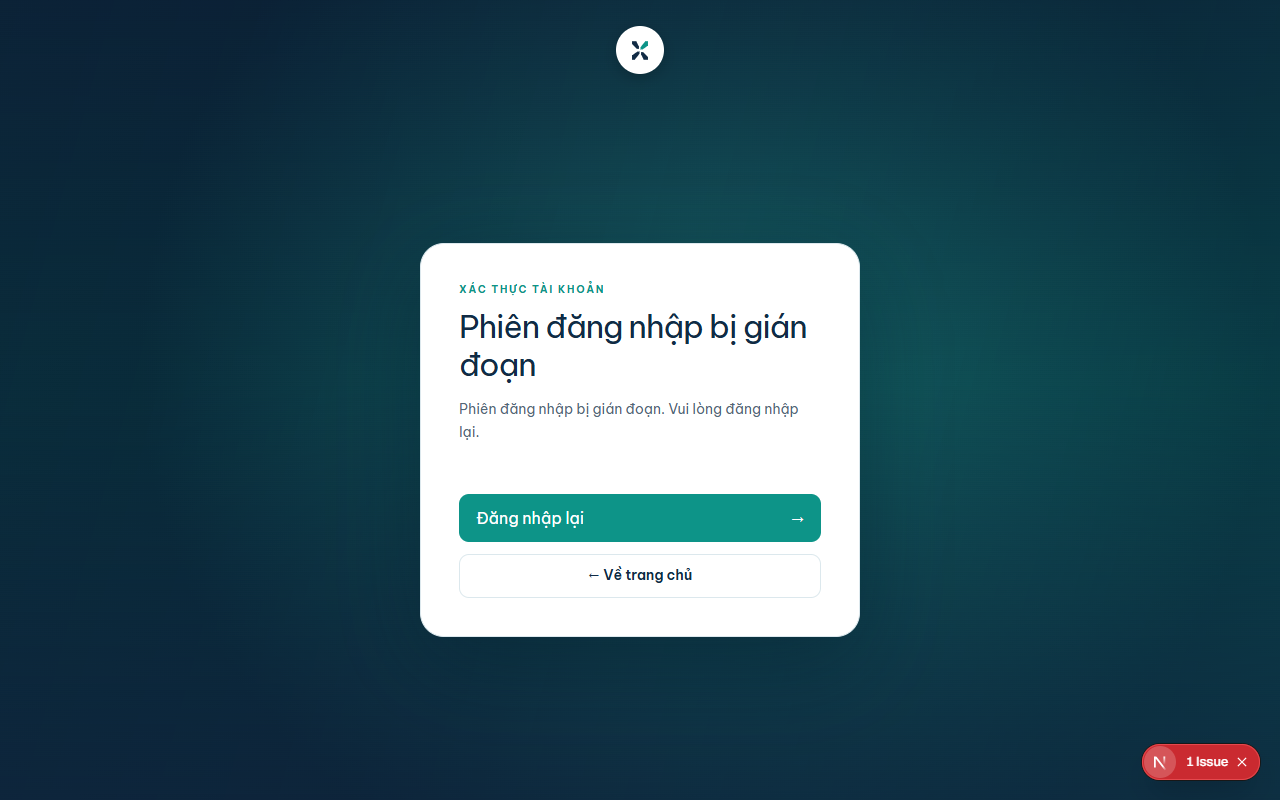 XÁC THỰC TÀI KHOẢN
Phiên đăng nhập bị gián
đoạn
Phiên đăng nhập bị gián đoạn. Vui lòng đăng nhập
lại.
Đăng nhập lại →
← Về trang chủ
N 1 Issue ×